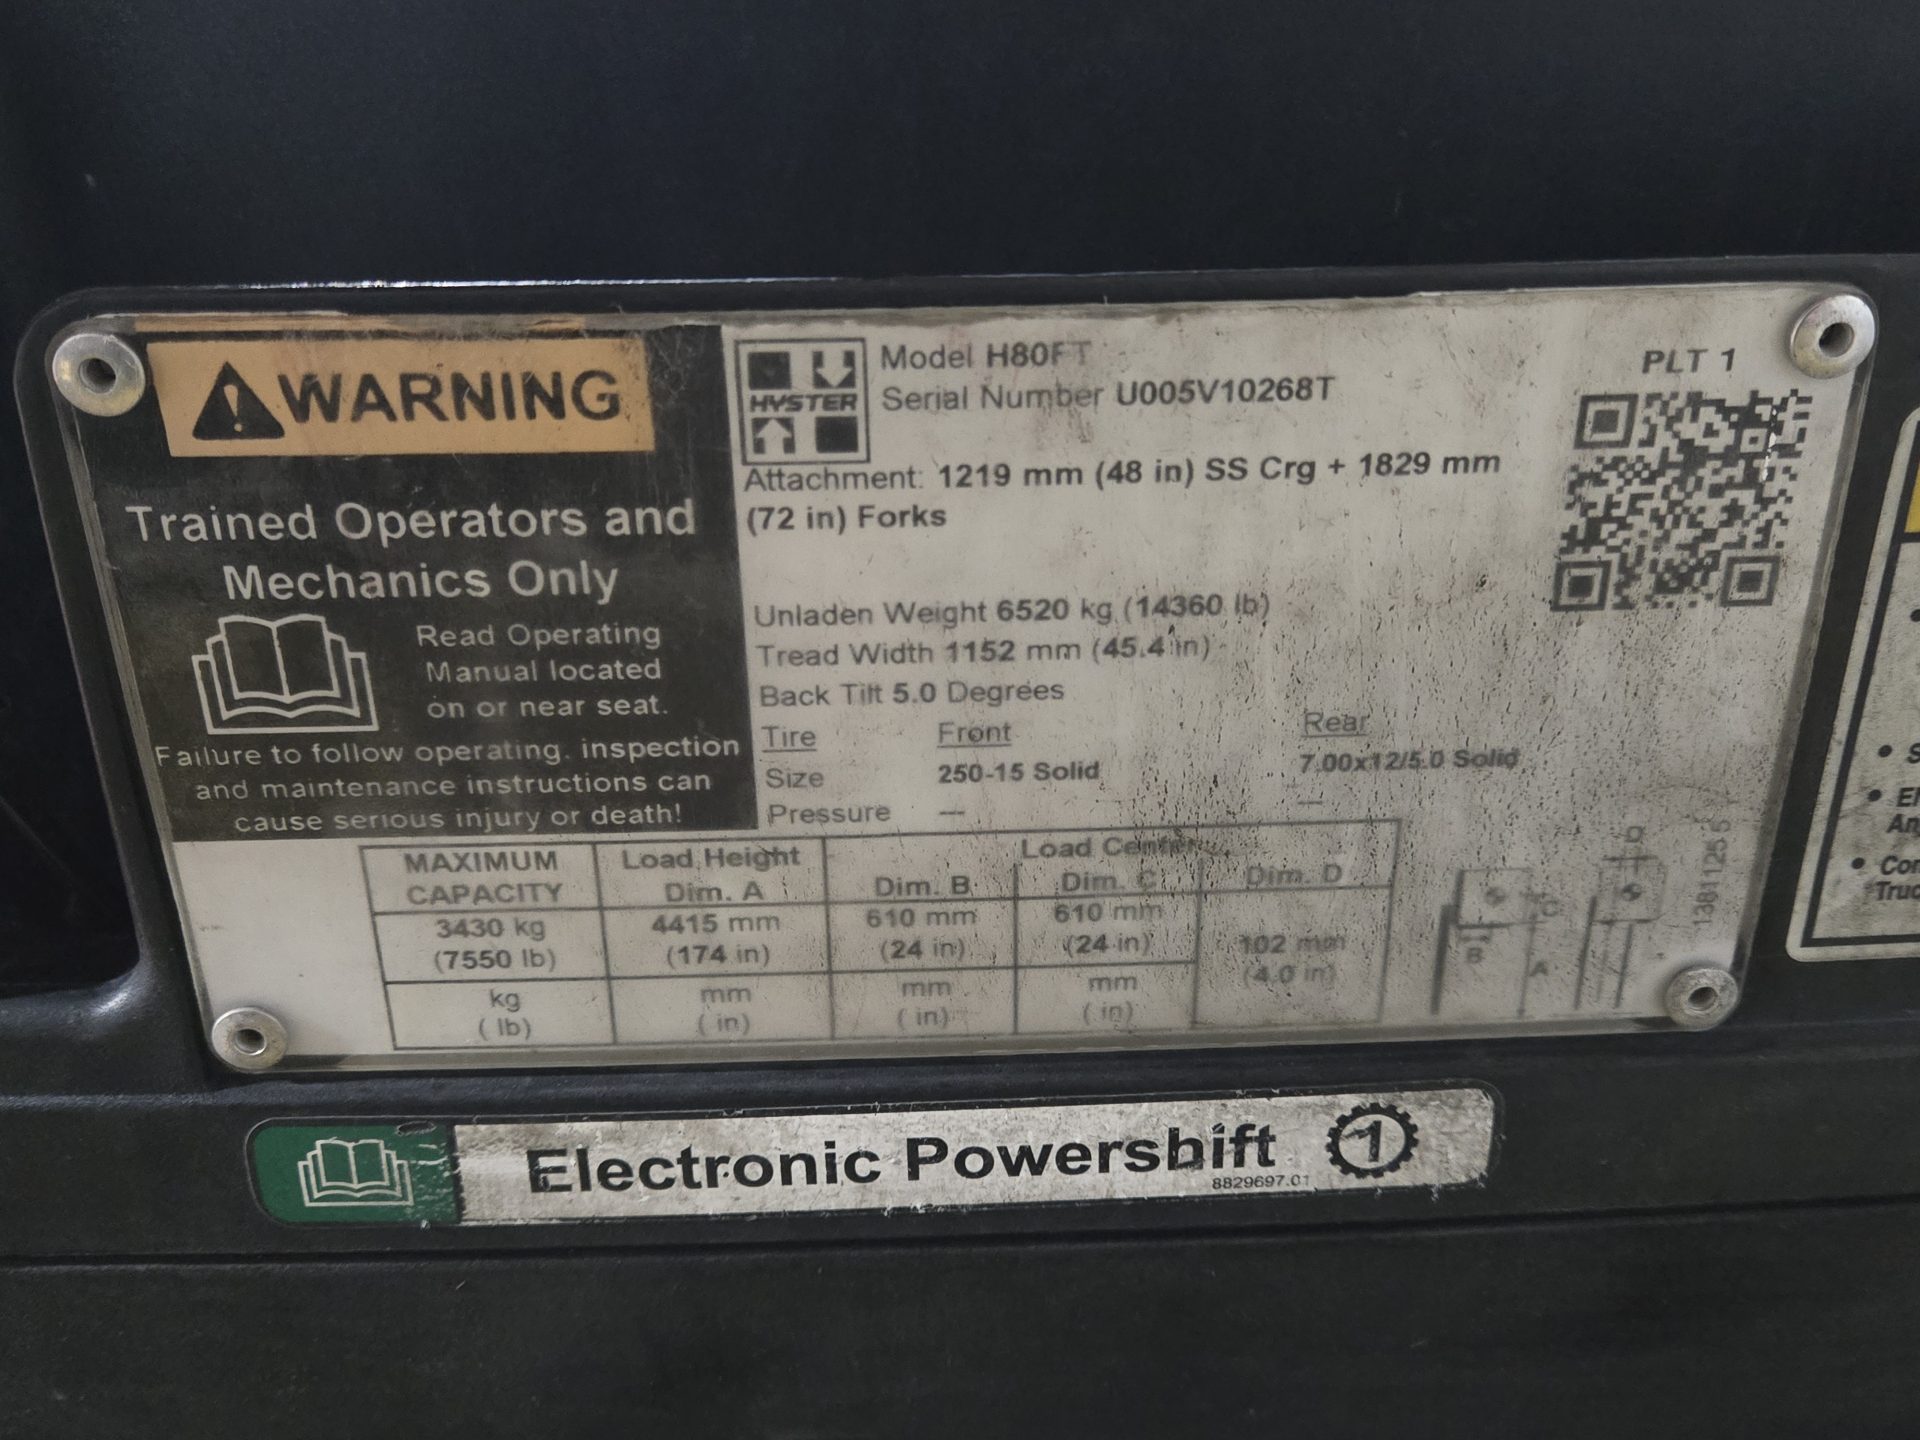 WARNING
Trained Operators and
Mechanics Only
Read Operating
Manual located
on or near seat.
Failure to follow operating. inspection
and maintenance instructions can
cause serious injury or death!
HYSTER
Model H80FT
Serial Number U005V10268T
PLT 1
Attachment: 1219 mm (48 in) SS Crg + 1829 mm
(72 in) Forks
Unladen Weight 6520 kg (14360 lb)
Tread Width 1152 mm (45.4 in)
Back Tilt 5.0 Degrees
Tire Front Rear
Size 250-15 Solid 7.00x12/5.0 Solid
Pressure — —
MAXIMUM CAPACITY Load Height Dim. A Load Center
Dim. B Dim. C Dim. D
3430 kg 4415 mm 610 mm 610 mm 102 mm
(7550 lb) (174 in) (24 in) (24 in) (4.0 in)
kg mm mm mm
( lb) ( in) ( in) ( in)
B C A D
13811255
Electronic Powershift 1
8829697.01